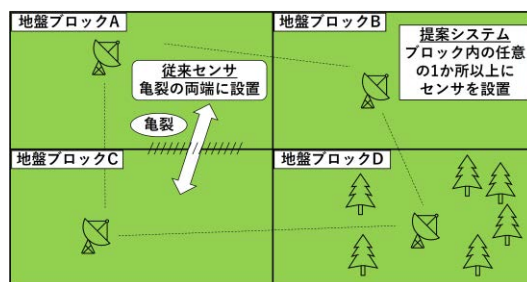 地盤ブロックA
地盤ブロックB
従来センサ
亀裂の両端に設置
提案システム
ブロック内の任意
の1か所以上に
センサを設置
亀裂
地盤ブロックC
地盤ブロックD